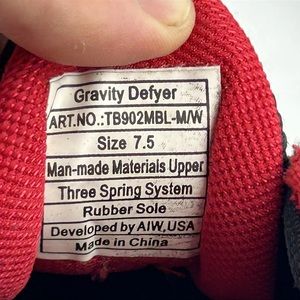 Gravity Defyer
ART.NO.:TB902MBL-M/W
Size 7.5
Man-made Materials Upper
Three Spring System
Rubber Sole
Developed by AIW,USA
Made in China